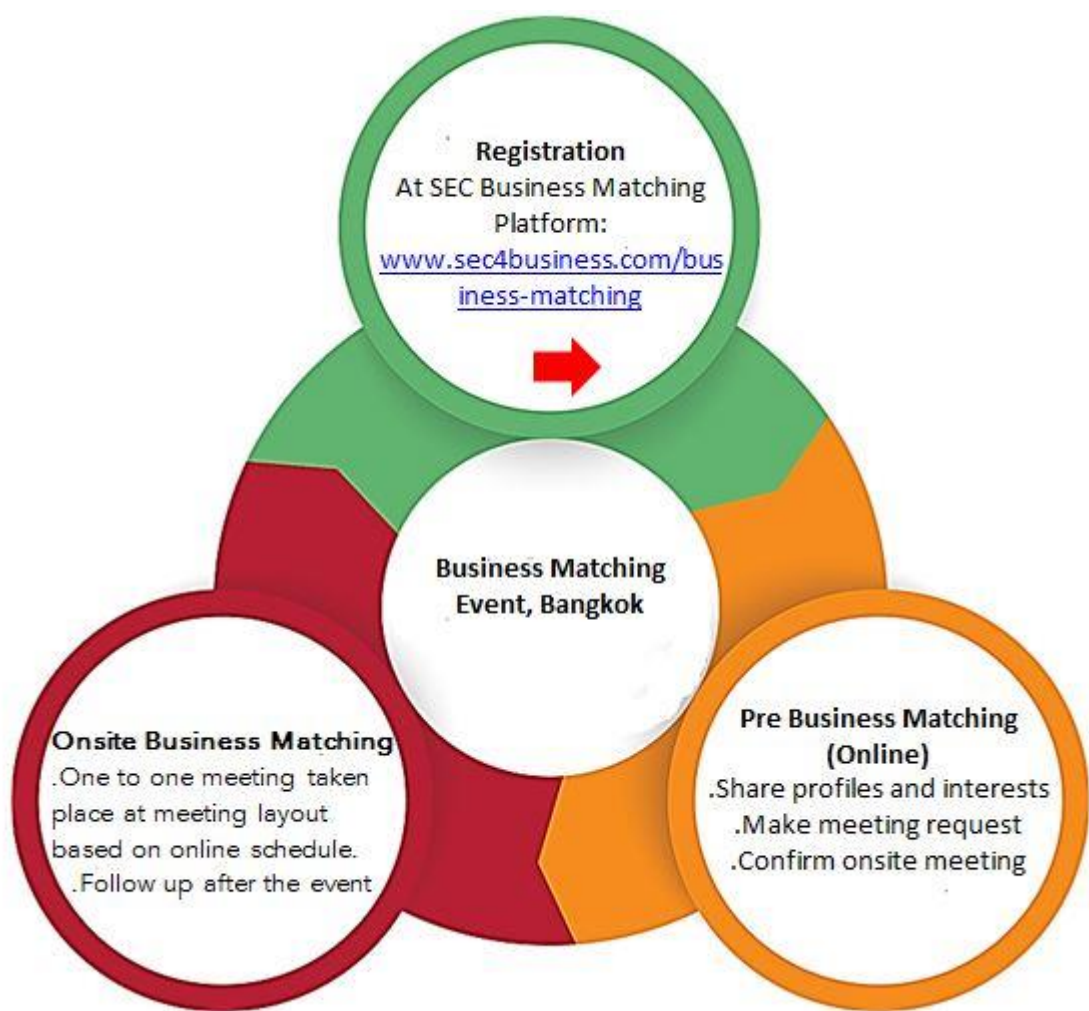 Registration
At SEC Business Matching
Platform:
www.sec4business.com/bus
iness-matching
Business Matching
Event, Bangkok
Pre Business Matching
(Online)
.Share profiles and interests
.Make meeting request
.Confirm onsite meeting
Onsite Business Matching
.One to one meeting taken
place at meeting layout
based on online schedule.
.Follow up after the event